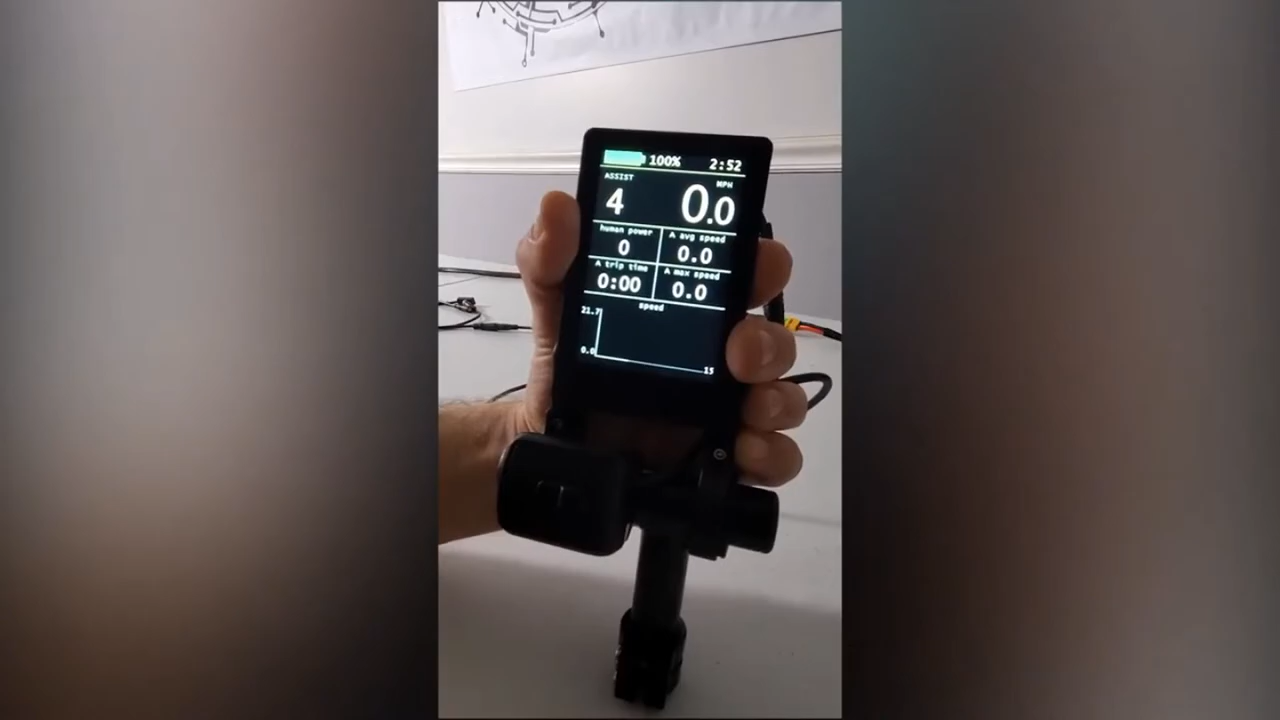 100% 2:52
ASSIST MPH
4 0.0
human power A avg speed
0 0.0
A trip time A max speed
0:00 0.0
speed
21.7
0.0 15